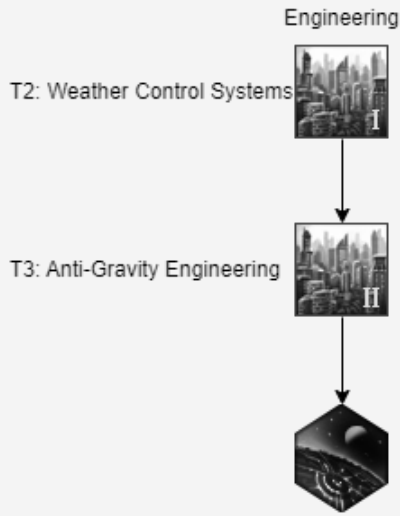 Engineering
T2: Weather Control Systems
I
T3: Anti-Gravity Engineering
II